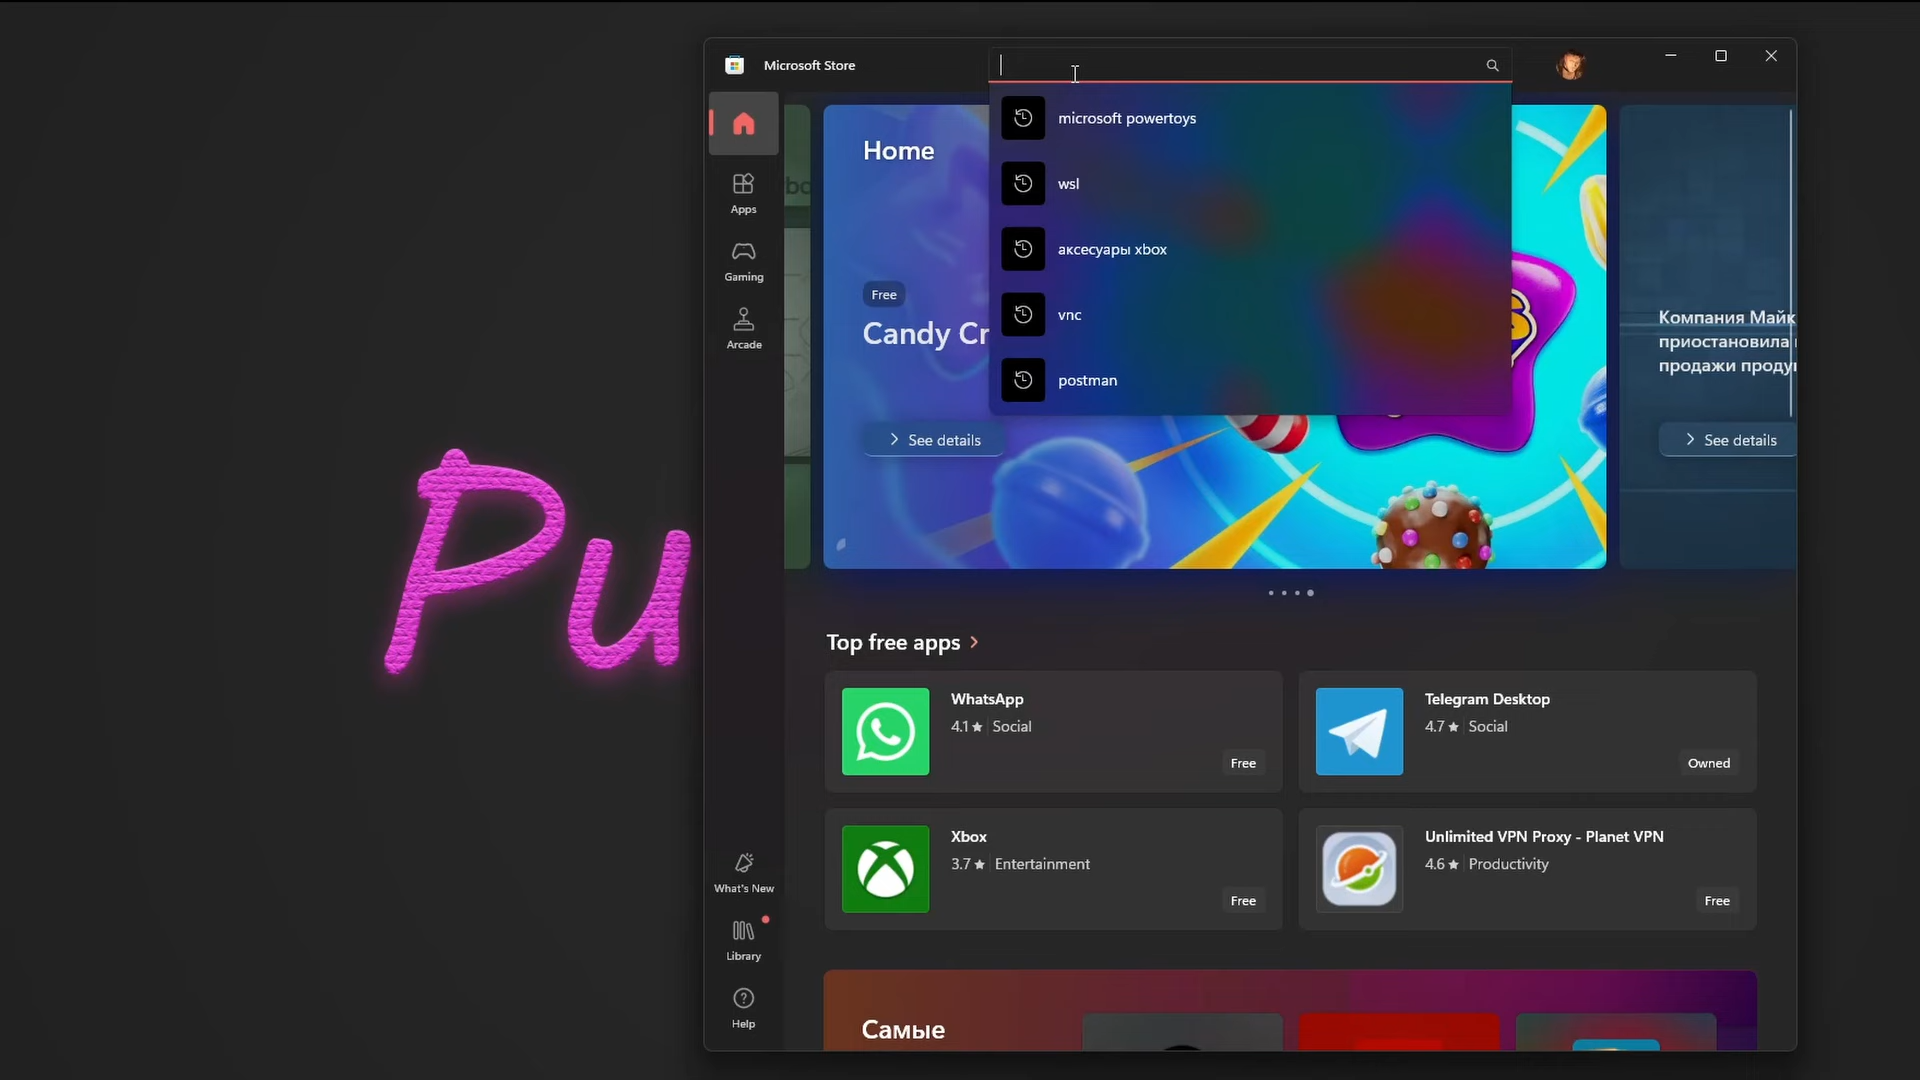 Microsoft Store
microsoft powertoys
wsl
аксесуары xbox
vnc
postman
Home
Free
Candy Cr
See details
Компания Майк
приостановила
продажи проду
See details
Apps
Gaming
Arcade
What's New
Library
Help
Pu
Top free apps
WhatsApp
4.1★ Social
Free
Telegram Desktop
4.7★ Social
Owned
Xbox
3.7★ Entertainment
Free
Unlimited VPN Proxy - Planet VPN
4.6★ Productivity
Free
Самые